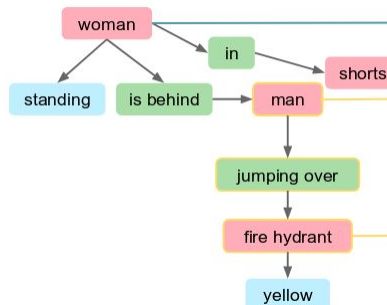 woman
in
shorts
standing
is behind
man
jumping over
fire hydrant
yellow